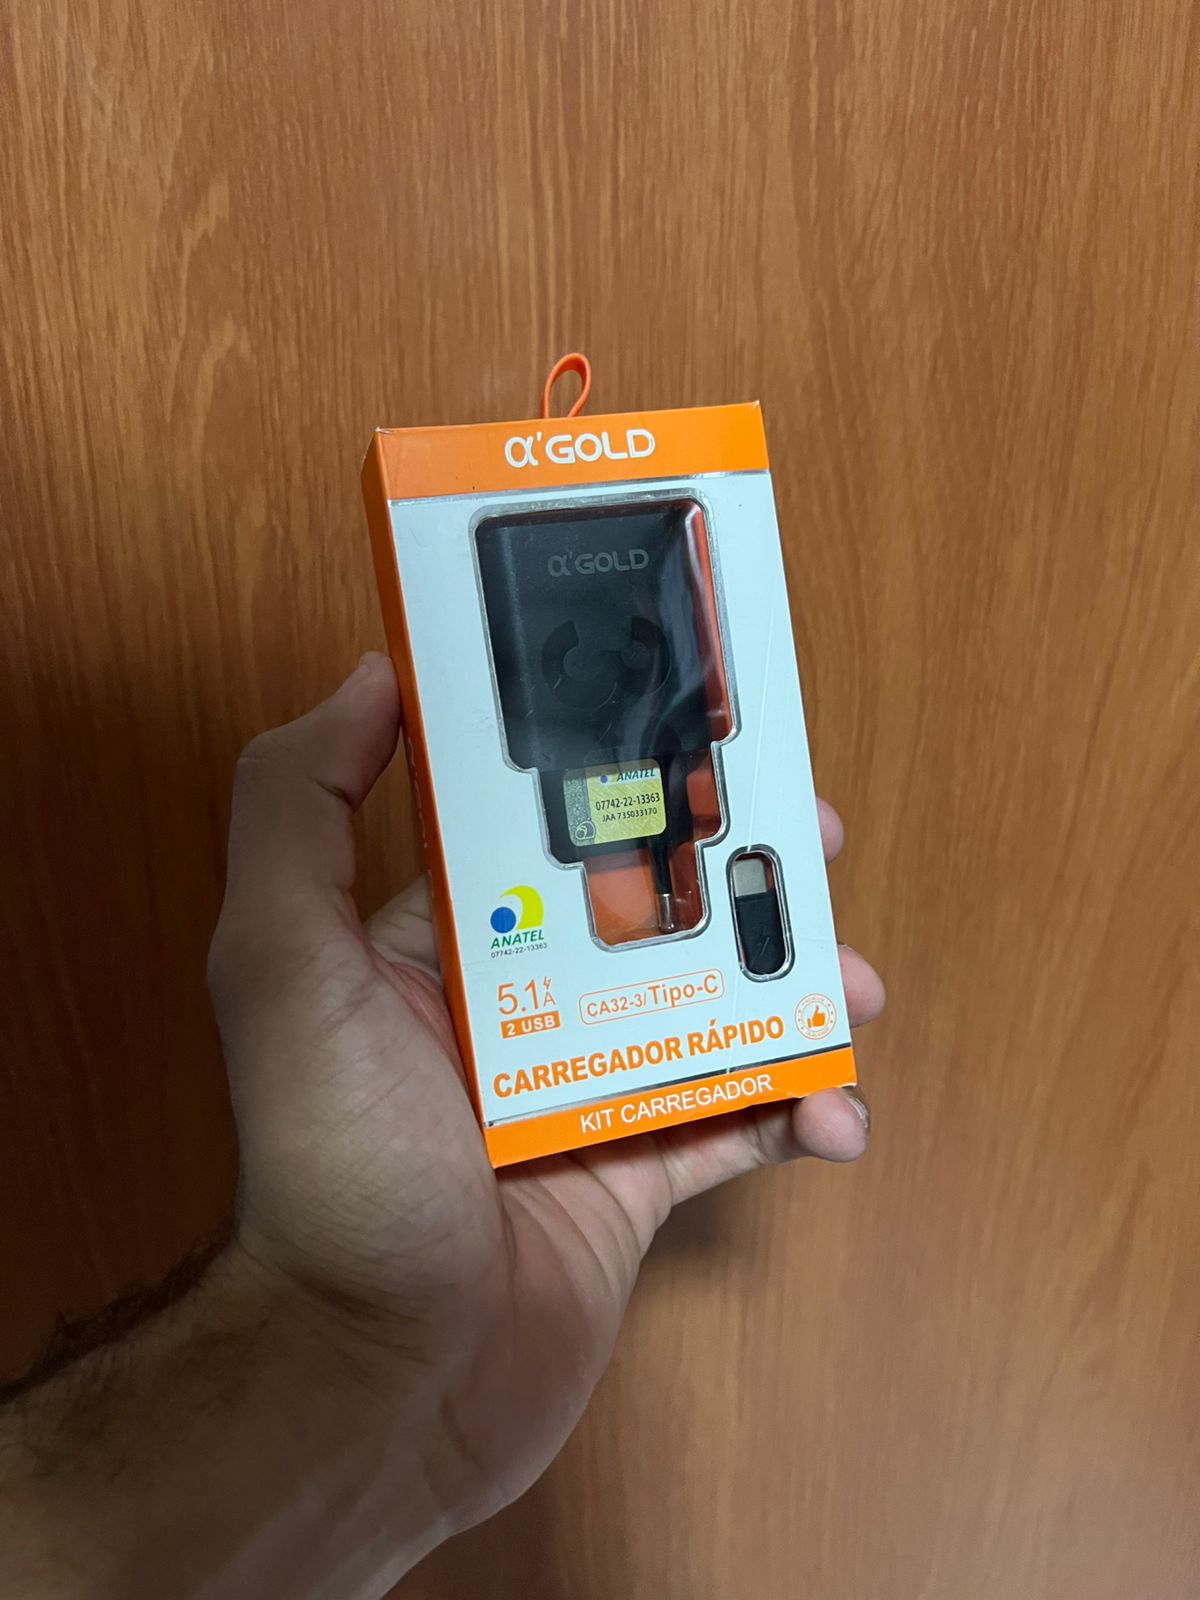 α'GOLD
α'GOLD
ANATEL
07742-22-13363
JAA 735033170
ANATEL
07742-22-13363
5.1A
2 USB
CA32-3/Tipo-C
CARREGADOR RÁPIDO
KIT CARREGADOR